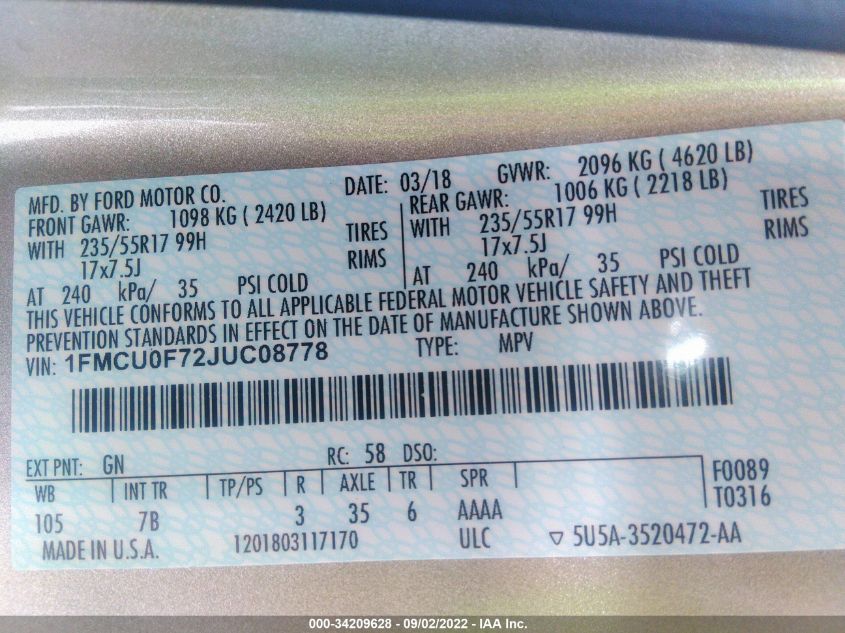 MFD. BY FORD MOTOR CO. DATE: 03/18 GVWR: 2096 KG ( 4620 LB)
FRONT GAWR: 1098 KG ( 2420 LB) REAR GAWR: 1006 KG ( 2218 LB)
WITH 235/55R17 99H TIRES WITH 235/55R17 99H TIRES
17x7.5J RIMS 17x7.5J RIMS
AT 240 kPa/ 35 PSI COLD AT 240 kPa/ 35 PSI COLD
THIS VEHICLE CONFORMS TO ALL APPLICABLE FEDERAL MOTOR VEHICLE SAFETY AND THEFT
PREVENTION STANDARDS IN EFFECT ON THE DATE OF MANUFACTURE SHOWN ABOVE.
VIN: 1FMCU0F72JUC08778 TYPE: MPV
EXT PNT: GN RC: 58 DSO: F0089
WB INT TR TP/PS R AXLE TR SPR T0316
105 7B 3 35 6 AAAA
MADE IN U.S.A. 1201803117170 ULC ▽ 5U5A-3520472-AA
000-34209628 - 09/02/2022 - IAA Inc.